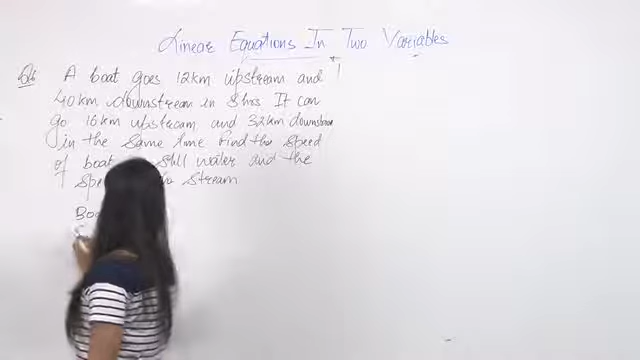 Linear Equations In Two Variables
Q6 A boat goes 12km upstream and
40km downstream in 8hrs It can
go 16km upstream and 32km downstream
in the same time Find the speed
of boat still water and the
stream